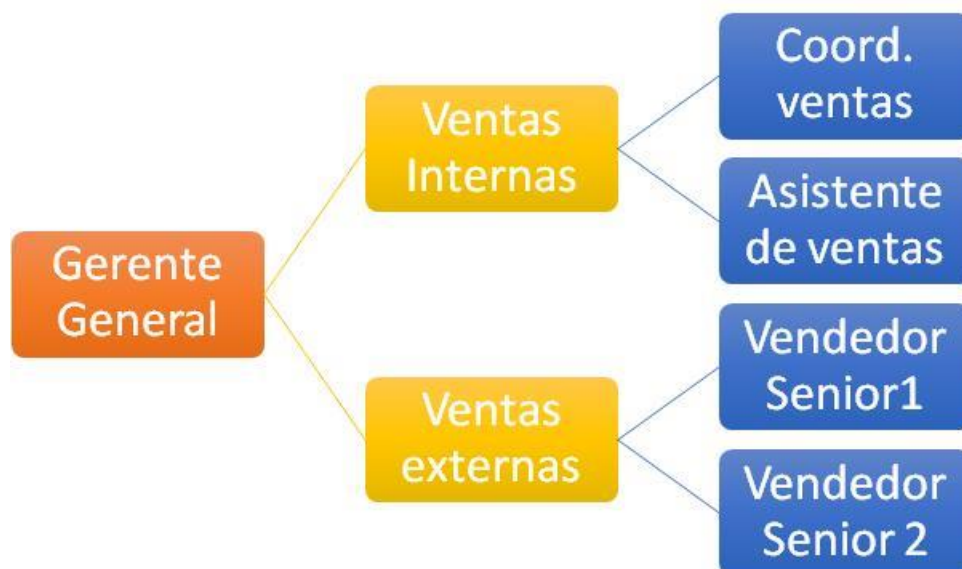 Gerente
General
Ventas
Internas
Coord.
ventas
Asistente
de ventas
Ventas
externas
Vendedor
Senior1
Vendedor
Senior 2